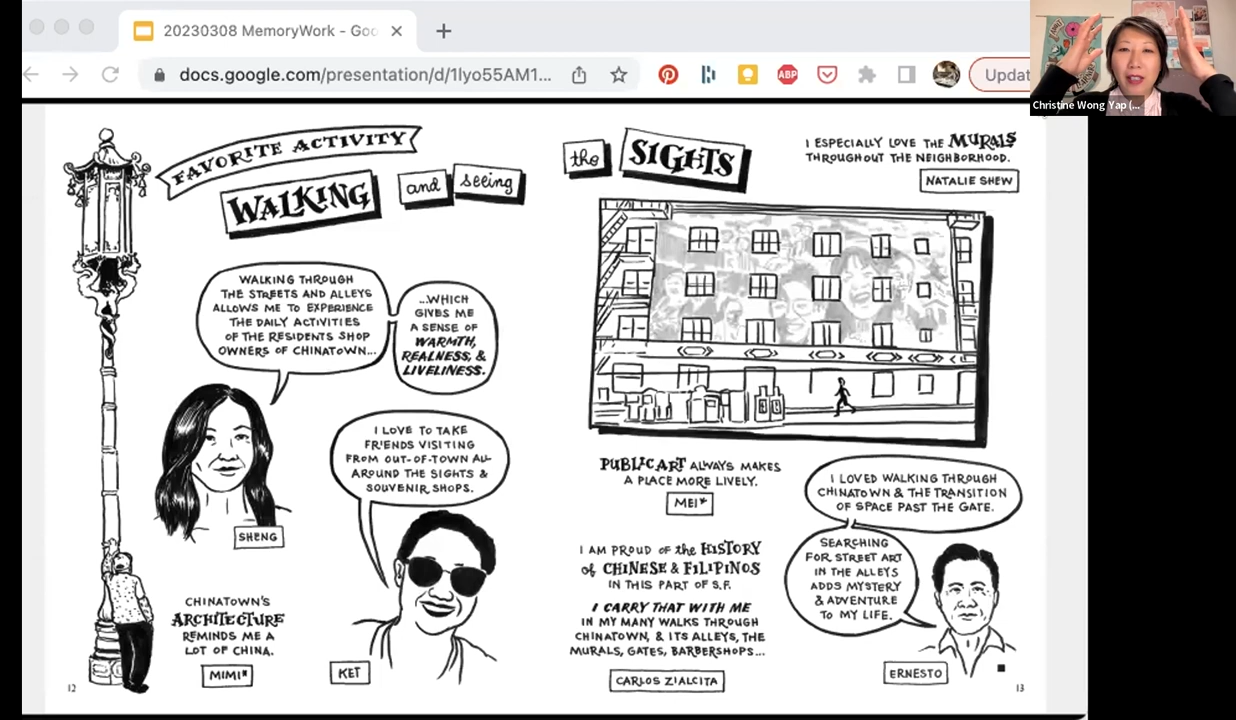 20230308 MemoryWork - Goo
docs.google.com/presentation/d/1lyo55AM1...
ABP
Updat
Christine Wong Yap (...
FAVORITE ACTIVITY
WALKING and seeing
the SIGHTS
I ESPECIALLY LOVE THE MURALS
THROUGHOUT THE NEIGHBORHOOD.
NATALIE SHEW
WALKING THROUGH
THE STREETS AND ALLEYS
ALLOWS ME TO EXPERIENCE
THE DAILY ACTIVITIES
OF THE RESIDENTS SHOP
OWNERS OF CHINATOWN...
...WHICH
GIVES ME
A SENSE OF
WARMTH,
REALNESS, &
LIVELINESS.
SHENG
I LOVE TO TAKE
FRIENDS VISITING
FROM OUT-OF-TOWN ALL
AROUND THE SIGHTS &
SOUVENIR SHOPS.
KET
CHINATOWN'S
ARCHITECTURE
REMINDS ME A
LOT OF CHINA.
MIMI*
12
PUBLIC ART ALWAYS MAKES
A PLACE MORE LIVELY.
MEI*
I AM PROUD of the HISTORY
of CHINESE & FILIPINOS
IN THIS PART OF S.F.
I CARRY THAT WITH ME
IN MY MANY WALKS THROUGH
CHINATOWN, & ITS ALLEYS, THE
MURALS, GATES, BARBERSHOPS...
CARLOS ZIALCITA
I LOVED WALKING THROUGH
CHINATOWN & THE TRANSITION
OF SPACE PAST THE GATE.
SEARCHING
FOR STREET ART
IN THE ALLEYS
ADDS MYSTERY
& ADVENTURE
TO MY LIFE.
ERNESTO
13